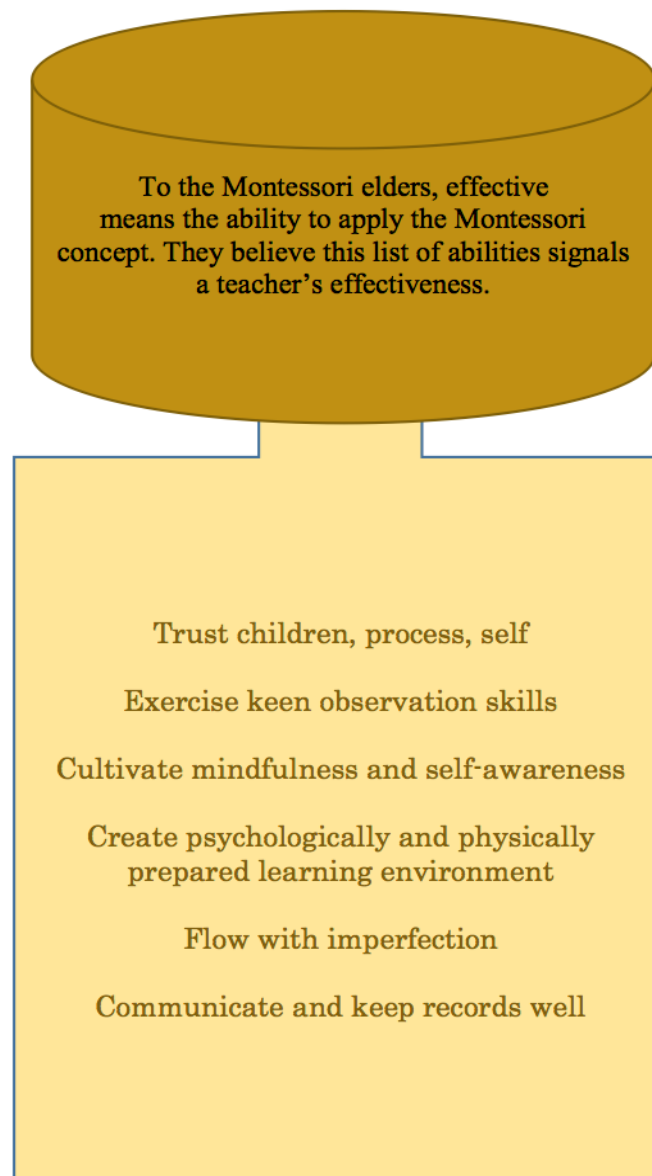 To the Montessori elders, effective
means the ability to apply the Montessori
concept. They believe this list of abilities signals
a teacher’s effectiveness.
Trust children, process, self
Exercise keen observation skills
Cultivate mindfulness and self-awareness
Create psychologically and physically
prepared learning environment
Flow with imperfection
Communicate and keep records well